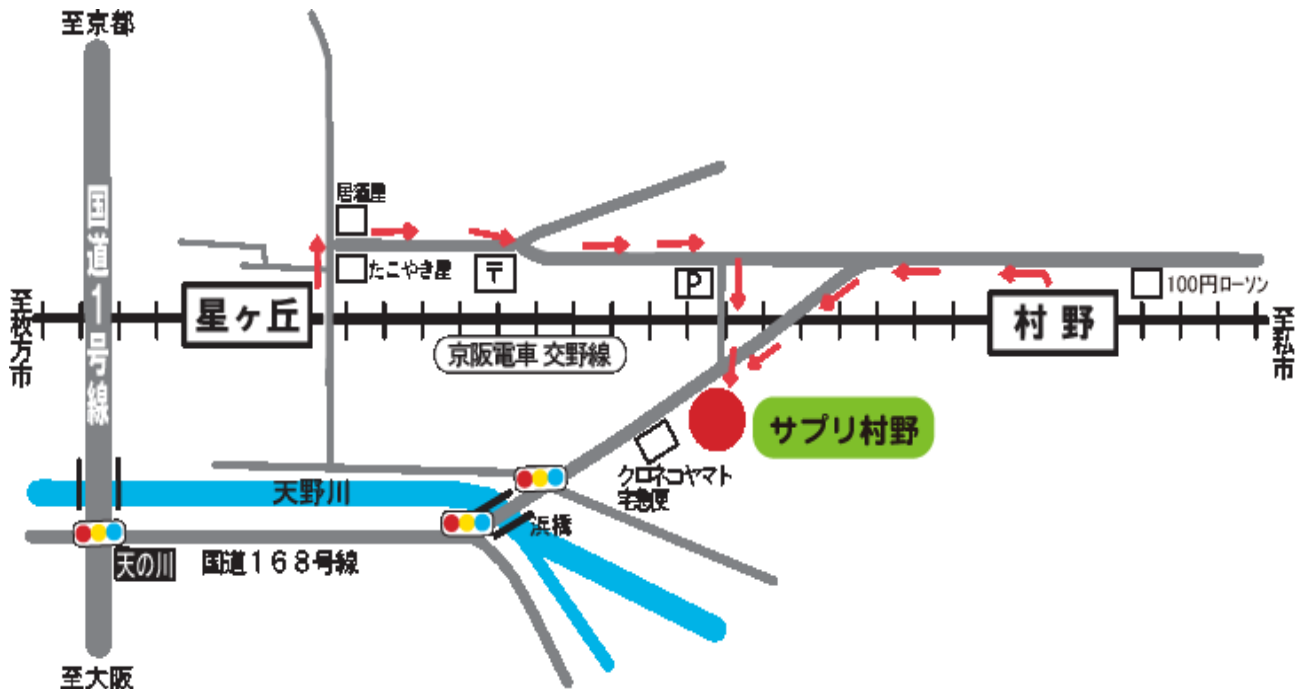 至京都
国道1号線
居酒屋
たこやき屋
〒
P
100円ローソン
至枚方市
星ヶ丘
村野
至私市
京阪電車 交野線
サプリ村野
クロネコヤマト
宅急便
天野川
浜橋
天の川
国道168号線
至大阪